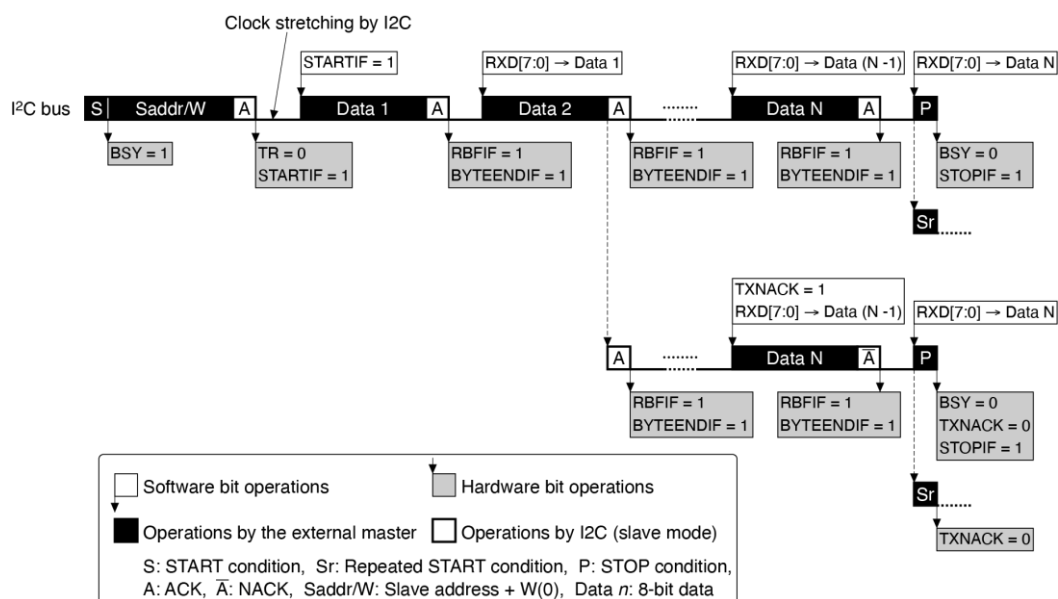 Clock stretching by I2C
STARTIF = 1
RXD[7:0] → Data 1
RXD[7:0] → Data (N -1)
RXD[7:0] → Data N
I²C bus
S Saddr/W A Data 1 A Data 2 A Data N A P
BSY = 1
TR = 0
STARTIF = 1
RBFIF = 1
BYTEENDIF = 1
RBFIF = 1
BYTEENDIF = 1
RBFIF = 1
BYTEENDIF = 1
BSY = 0
STOPIF = 1
Sr
TXNACK = 1
RXD[7:0] → Data (N -1)
RXD[7:0] → Data N
A Data N A̅ P
RBFIF = 1
BYTEENDIF = 1
RBFIF = 1
BYTEENDIF = 1
BSY = 0
TXNACK = 0
STOPIF = 1
Sr
TXNACK = 0
Software bit operations
Hardware bit operations
Operations by the external master
Operations by I2C (slave mode)
S: START condition, Sr: Repeated START condition, P: STOP condition,
A: ACK, A̅: NACK, Saddr/W: Slave address + W(0), Data n: 8-bit data